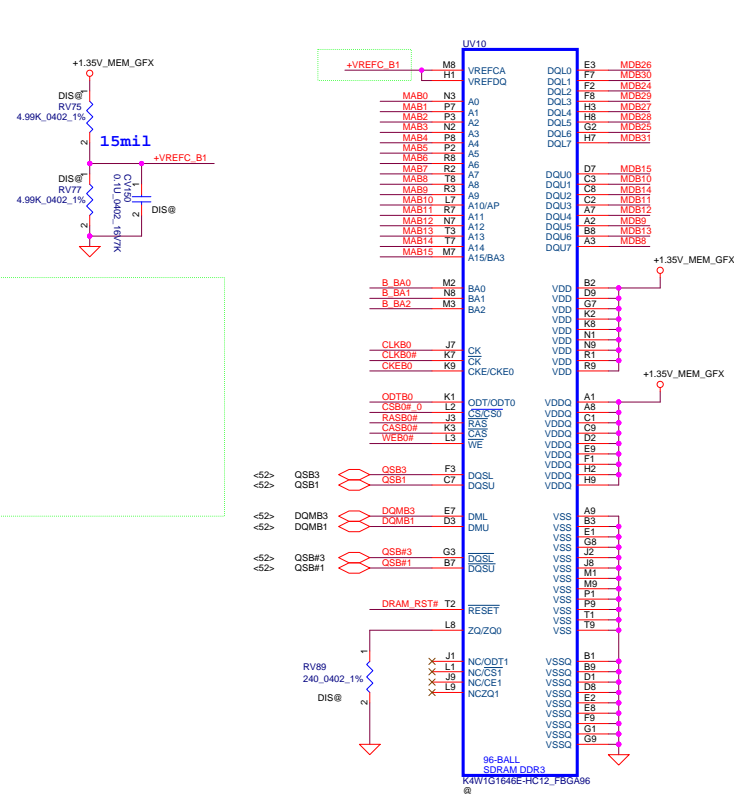 UV10
+1.35V_MEM_GFX
DIS@
RV75
4.99K_0402_1%
1
2
15mil
+VREFC_B1
DIS@
RV77
4.99K_0402_1%
1
2
CV150
0.1U_0402_16V7K
1
2
DIS@
+VREFC_B1 M8 VREFCA
H1 VREFDQ
MAB0 N3 A0
MAB1 P7 A1
MAB2 P3 A2
MAB3 N2 A3
MAB4 P8 A4
MAB5 P2 A5
MAB6 R8 A6
MAB7 R2 A7
MAB8 T8 A8
MAB9 R3 A9
MAB10 L7 A10/AP
MAB11 R7 A11
MAB12 N7 A12
MAB13 T3 A13
MAB14 T7 A14
MAB15 M7 A15/BA3
B_BA0 M2 BA0
B_BA1 N8 BA1
B_BA2 M3 BA2
CLKB0 J7 CK
CLKB0# K7 CK
CKEB0 K9 CKE/CKE0
ODTB0 K1 ODT/ODT0
CSB0#_0 L2 CS/CS0
RASB0# J3 RAS
CASB0# K3 CAS
WEB0# L3 WE
<52> QSB3 QSB3 F3 DQSL
<52> QSB1 QSB1 C7 DQSU
<52> DQMB3 DQMB3 E7 DML
<52> DQMB1 DQMB1 D3 DMU
<52> QSB#3 QSB#3 G3 DQSL
<52> QSB#1 QSB#1 B7 DQSU
DRAM_RST# T2 RESET
L8 ZQ/ZQ0
1
RV89
240_0402_1%
DIS@
2
J1 NC/ODT1
L1 NC/CS1
J9 NC/CE1
L9 NCZQ1
DQL0 E3 MDB26
DQL1 F7 MDB30
DQL2 F2 MDB24
DQL3 F8 MDB29
DQL4 H3 MDB27
DQL5 H8 MDB28
DQL6 G2 MDB25
DQL7 H7 MDB31
DQU0 D7 MDB15
DQU1 C3 MDB10
DQU2 C8 MDB14
DQU3 C2 MDB11
DQU4 A7 MDB12
DQU5 A2 MDB9
DQU6 B8 MDB13
DQU7 A3 MDB8
+1.35V_MEM_GFX
VDD B2
VDD D9
VDD G7
VDD K2
VDD K8
VDD N1
VDD N9
VDD R1
VDD R9
+1.35V_MEM_GFX
VDDQ A1
VDDQ A8
VDDQ C1
VDDQ C9
VDDQ D2
VDDQ E9
VDDQ F1
VDDQ H2
VDDQ H9
VSS A9
VSS B3
VSS E1
VSS G8
VSS J2
VSS J8
VSS M1
VSS M9
VSS P1
VSS P9
VSS T1
VSS T9
VSSQ B1
VSSQ B9
VSSQ D1
VSSQ D8
VSSQ E2
VSSQ E8
VSSQ F9
VSSQ G1
VSSQ G9
96-BALL
SDRAM DDR3
K4W1G1646E-HC12_FBGA96
@